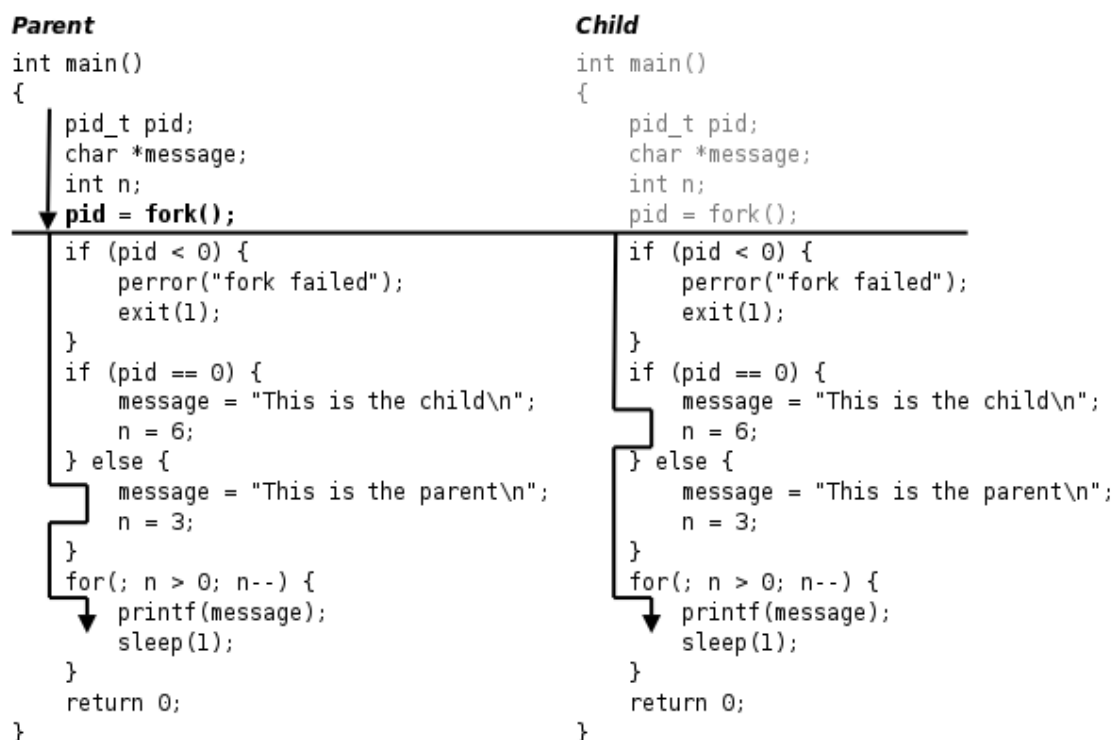 Parent
int main()
{
    pid_t pid;
    char *message;
    int n;
    pid = fork();
    if (pid < 0) {
        perror("fork failed");
        exit(1);
    }
    if (pid == 0) {
        message = "This is the child\n";
        n = 6;
    } else {
        message = "This is the parent\n";
        n = 3;
    }
    for(; n > 0; n--) {
        printf(message);
        sleep(1);
    }
    return 0;
}
Child
int main()
{
    pid_t pid;
    char *message;
    int n;
    pid = fork();
    if (pid < 0) {
        perror("fork failed");
        exit(1);
    }
    if (pid == 0) {
        message = "This is the child\n";
        n = 6;
    } else {
        message = "This is the parent\n";
        n = 3;
    }
    for(; n > 0; n--) {
        printf(message);
        sleep(1);
    }
    return 0;
}